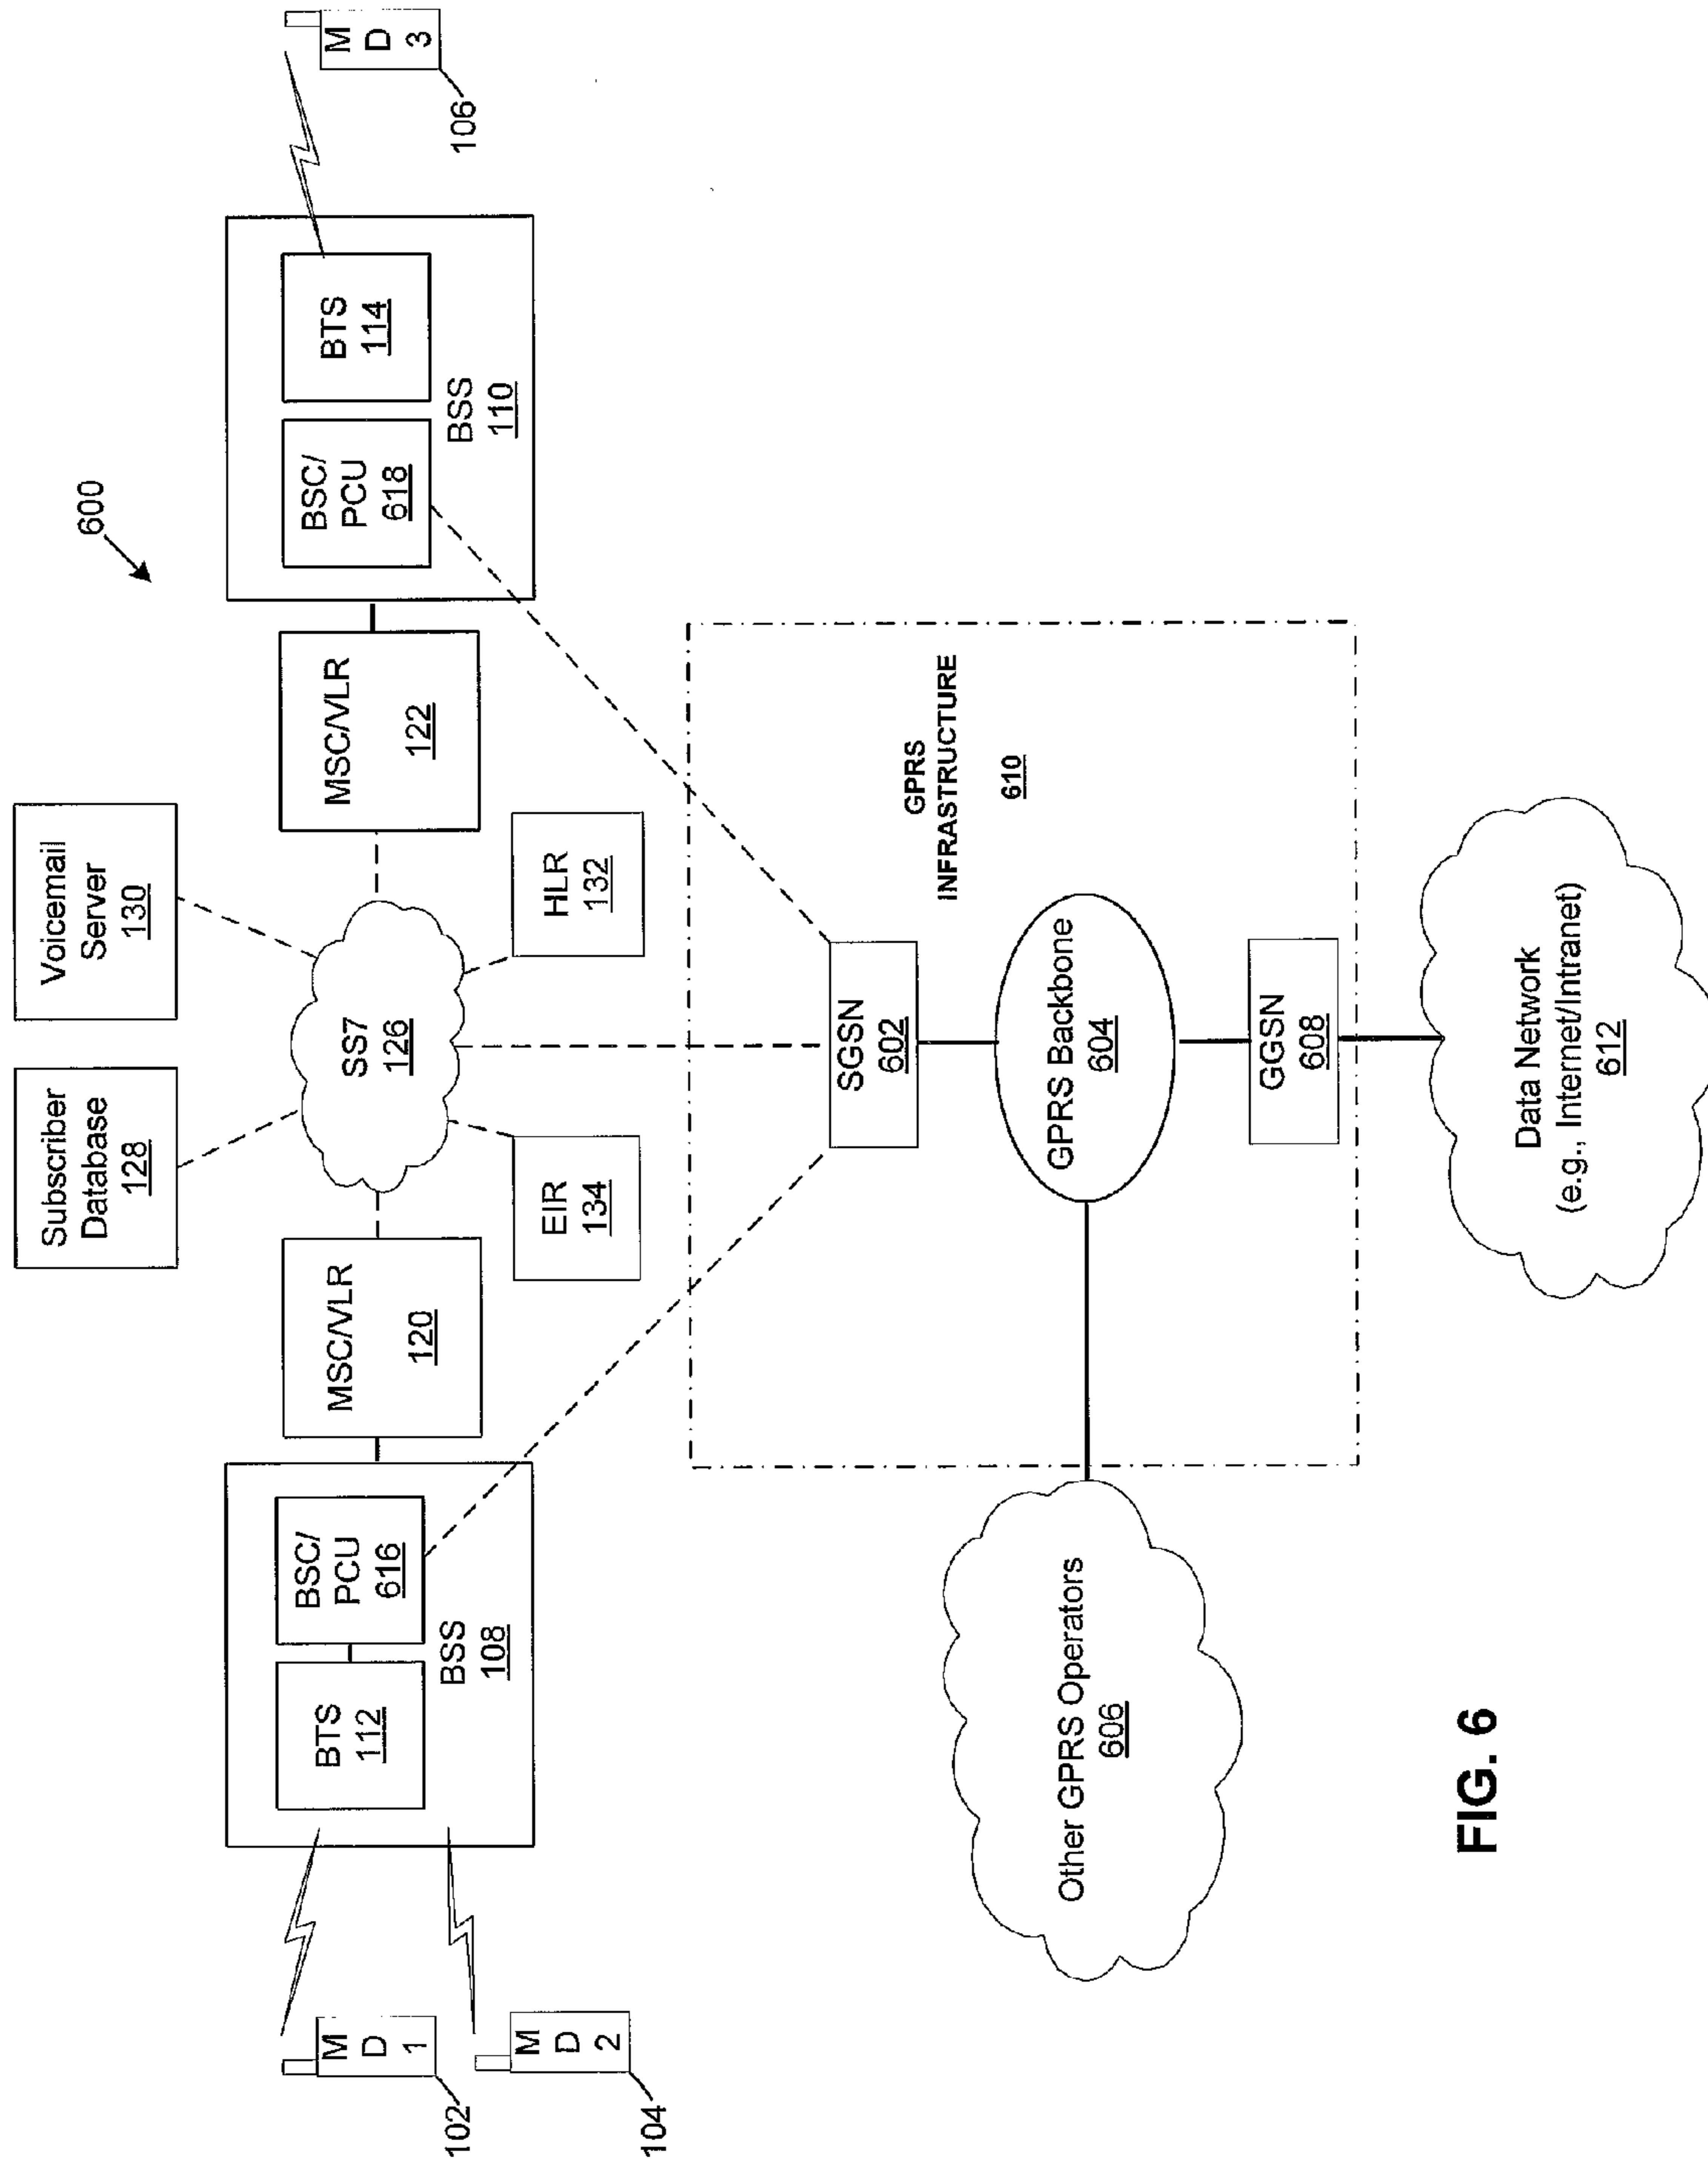 600
Subscriber
Database
128
Voicemail
Server
130
M
D
1
102
M
D
2
104
BTS
112
BSC/
PCU
616
BSS
108
MSC/VLR
120
SS7
126
MSC/VLR
122
BSC/
PCU
618
BTS
114
BSS
110
M
D
3
106
EIR
134
HLR
132
SGSN
602
GPRS
INFRASTRUCTURE
610
GPRS Backbone
604
Other GPRS Operators
606
GGSN
608
Data Network
(e.g., Internet/Intranet)
612
FIG. 6